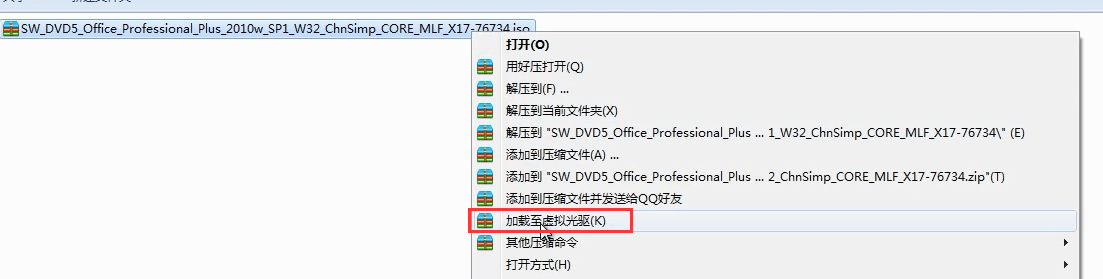 SW_DVD5_Office_Professional_Plus_2010w_SP1_W32_ChnSimp_CORE_MLF_X17-76734.iso
打开(O)
用好压打开(Q)
解压到(F) ...
解压到当前文件夹(X)
解压到 "SW_DVD5_Office_Professional_Plus ... 1_W32_ChnSimp_CORE_MLF_X17-76734\" (E)
添加到压缩文件(A) ...
添加到 "SW_DVD5_Office_Professional_Plus ... 2_ChnSimp_CORE_MLF_X17-76734.zip"(T)
添加到压缩文件并发送给QQ好友
加载至虚拟光驱(K)
其他压缩命令
打开方式(H)